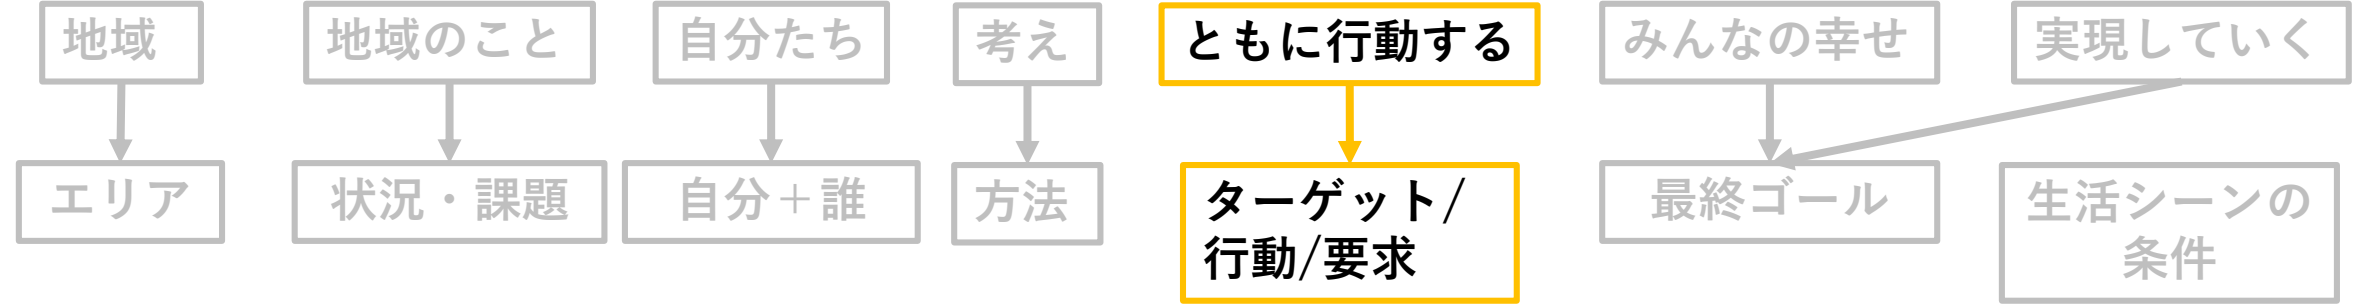 地域
地域のこと
自分たち
考え
ともに行動する
みんなの幸せ
実現していく
エリア
状況・課題
自分＋誰
方法
ターゲット/
行動/要求
最終ゴール
生活シーンの
条件